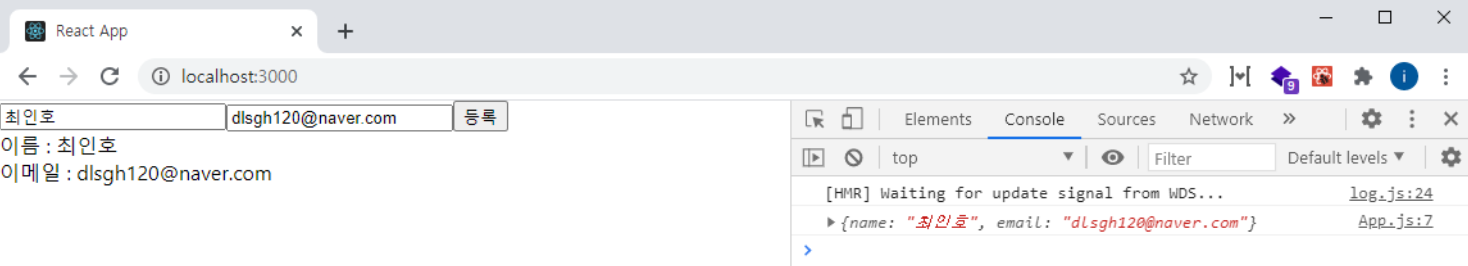 React App
localhost:3000
9
i
최인호 dlsgh120@naver.com 등록
이름 : 최인호
이메일 : dlsgh120@naver.com
Elements Console Sources Network »
top Filter Default levels
[HMR] Waiting for update signal from WDS... log.js:24
{name: "최인호", email: "dlsgh120@naver.com"} App.js:7